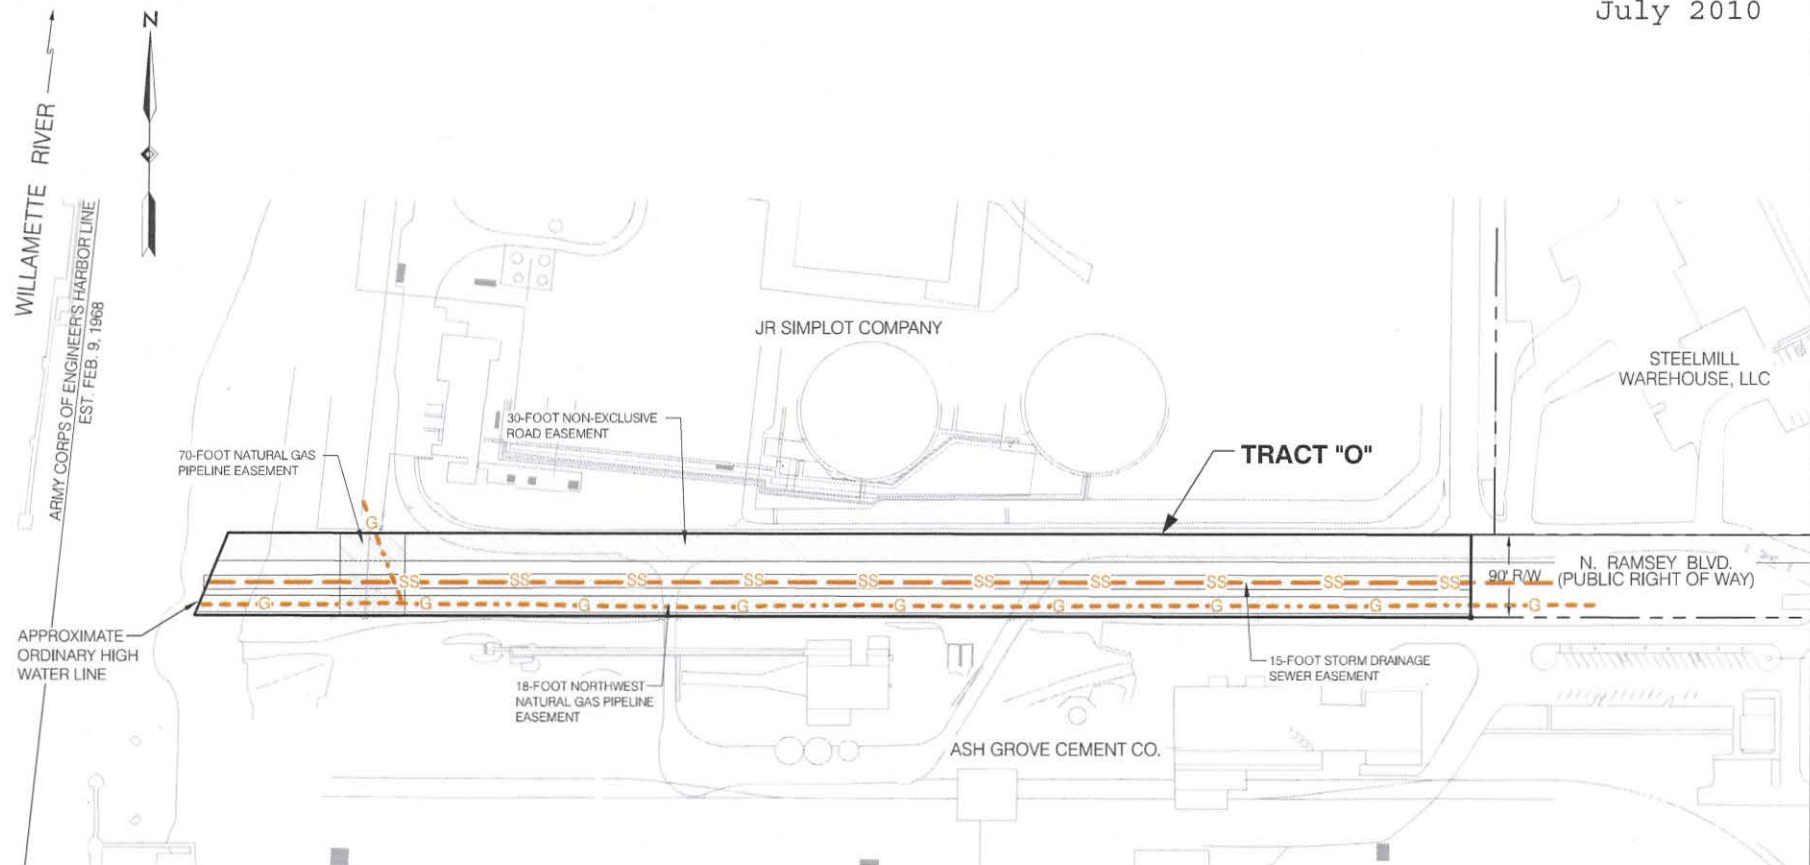 July 2010
N
WILLAMETTE RIVER
ARMY CORPS OF ENGINEER'S HARBOR LINE
EST. FEB. 9, 1968
JR SIMPLOT COMPANY
STEELMILL
WAREHOUSE, LLC
30-FOOT NON-EXCLUSIVE
ROAD EASEMENT
70-FOOT NATURAL GAS
PIPELINE EASEMENT
TRACT "O"
G
SS SS SS SS SS SS SS SS SS SS
90' R/W
N. RAMSEY BLVD.
(PUBLIC RIGHT OF WAY)
G G G G G G G G G
APPROXIMATE
ORDINARY HIGH
WATER LINE
18-FOOT NORTHWEST
NATURAL GAS PIPELINE
EASEMENT
15-FOOT STORM DRAINAGE
SEWER EASEMENT
ASH GROVE CEMENT CO.